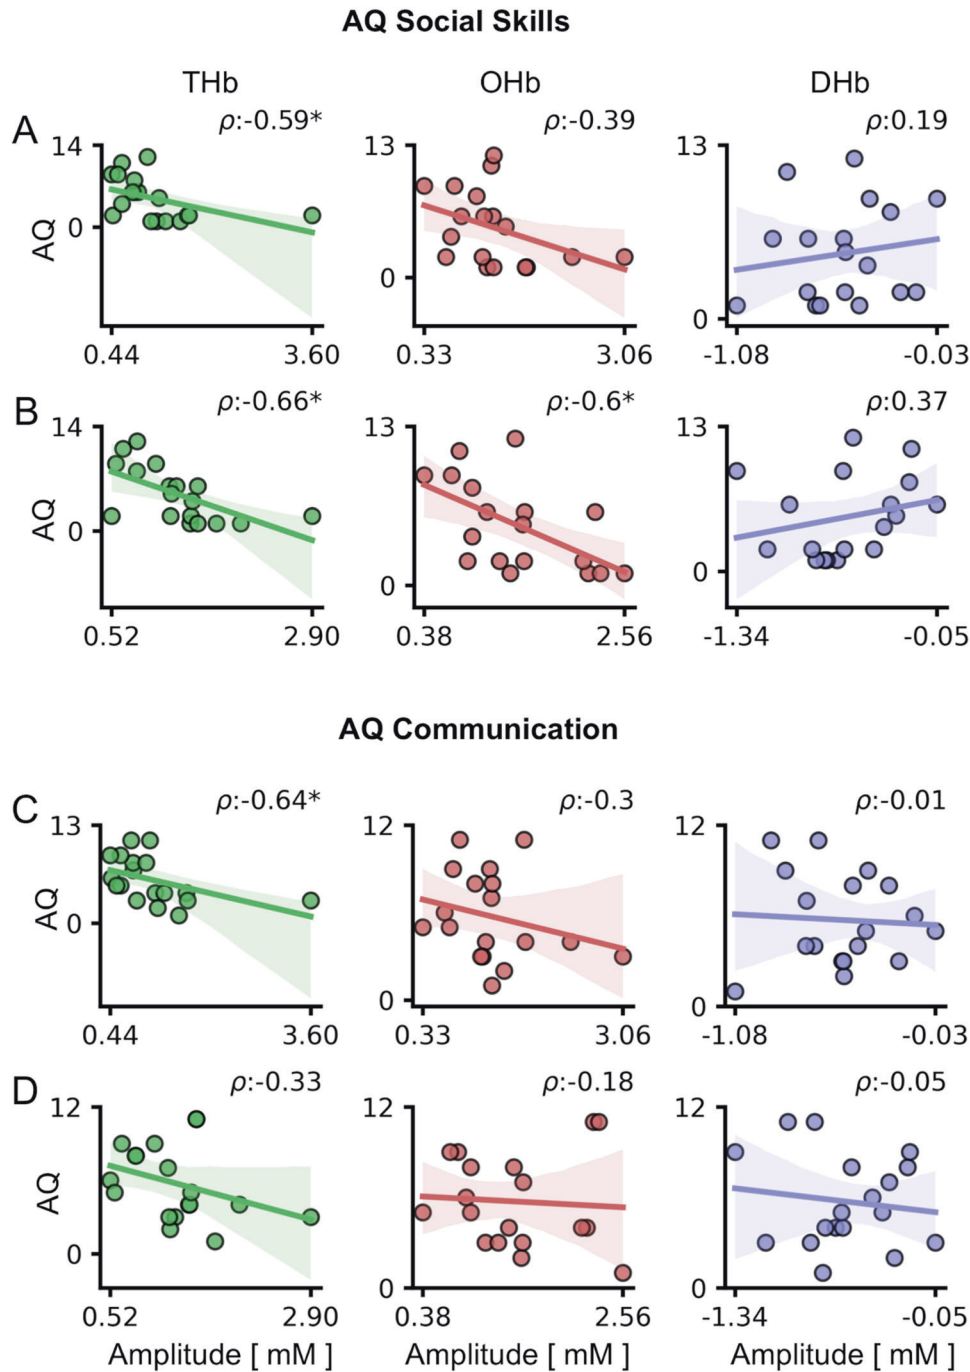 AQ Social Skills
THb OHb DHb
A ρ:-0.59* ρ:-0.39 ρ:0.19
14 13 13
AQ 0 0 0
0.44 3.60 0.33 3.06 -1.08 -0.03
B ρ:-0.66* ρ:-0.6* ρ:0.37
14 13 13
AQ 0 0 0
0.52 2.90 0.38 2.56 -1.34 -0.05
AQ Communication
C ρ:-0.64* ρ:-0.3 ρ:-0.01
13 12 12
AQ 0 0 0
0.44 3.60 0.33 3.06 -1.08 -0.03
D ρ:-0.33 ρ:-0.18 ρ:-0.05
12 12 12
AQ 0 0 0
0.52 2.90 0.38 2.56 -1.34 -0.05
Amplitude [ mM ] Amplitude [ mM ] Amplitude [ mM ]